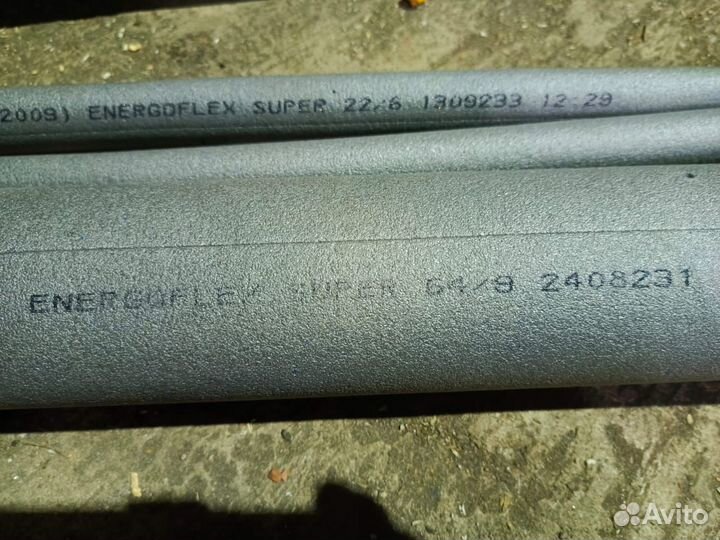 2009) ENERGOFLEX SUPER 22/6 1309233 12:29
ENERGOFLEX SUPER 64/9 2408231
Avito